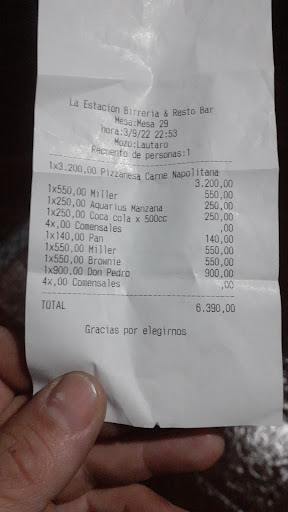 La Estacion Birreria & Resto Bar
Mesa:Mesa 29
hora:3/9/22 22:53
Mozo:Lautaro
Recuento de personas:1
1x3.200,00 Pizzanesa Carne Napolitana
3.200,00
1x550,00 Miller 550,00
1x250,00 Aquarius Manzana 250,00
1x250,00 Coca cola x 500cc 250,00
4x,00 Comensales ,00
1x140,00 Pan 140,00
1x550,00 Miller 550,00
1x550,00 Brownie 550,00
1x900,00 Don Pedro 900,00
4x,00 Comensales ,00
TOTAL 6.390,00
Gracias por elegirnos